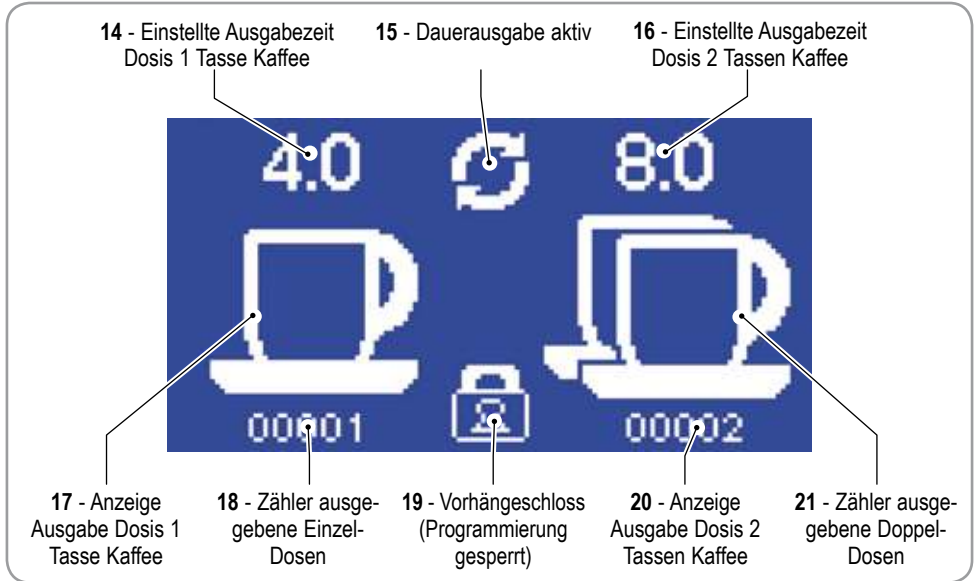 14 - Einstellte Ausgabezeit
Dosis 1 Tasse Kaffee
15 - Dauerausgabe aktiv
16 - Einstellte Ausgabezeit
Dosis 2 Tassen Kaffee
4.0
8.0
00001
00002
17 - Anzeige
Ausgabe Dosis 1
Tasse Kaffee
18 - Zähler ausge-
gebene Einzel-
Dosen
19 - Vorhängeschloss
(Programmierung
gesperrt)
20 - Anzeige
Ausgabe Dosis 2
Tassen Kaffee
21 - Zähler ausge-
gebene Doppel-
Dosen